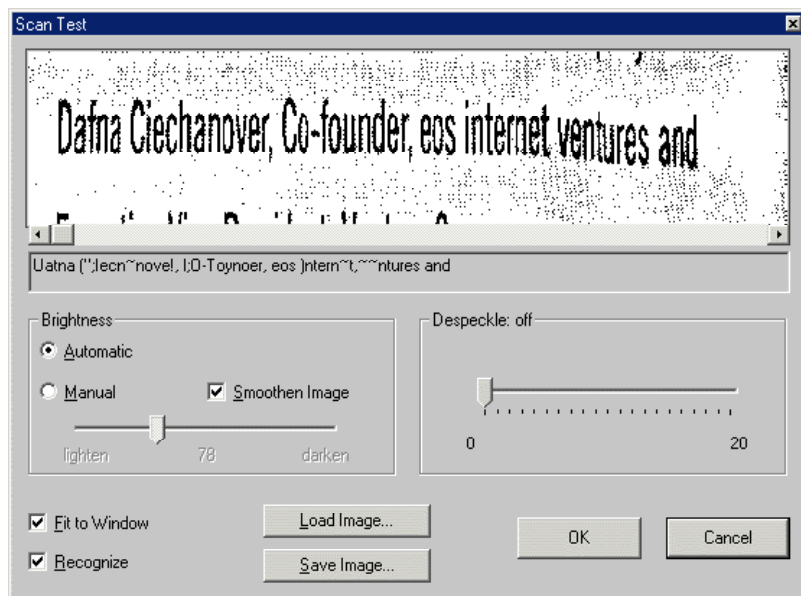 Scan Test
Dafna Ciechanover, Co-founder, eos internet ventures and
Uatna ('";lecn~novel, l;O-Toynoer, eos )ntern~t,~~ntures and
Brightness
Automatic
Manual
Smoothen Image
lighten 78 darken
Despeckle: off
0 20
Fit to Window
Recognize
Load Image...
Save Image...
OK
Cancel